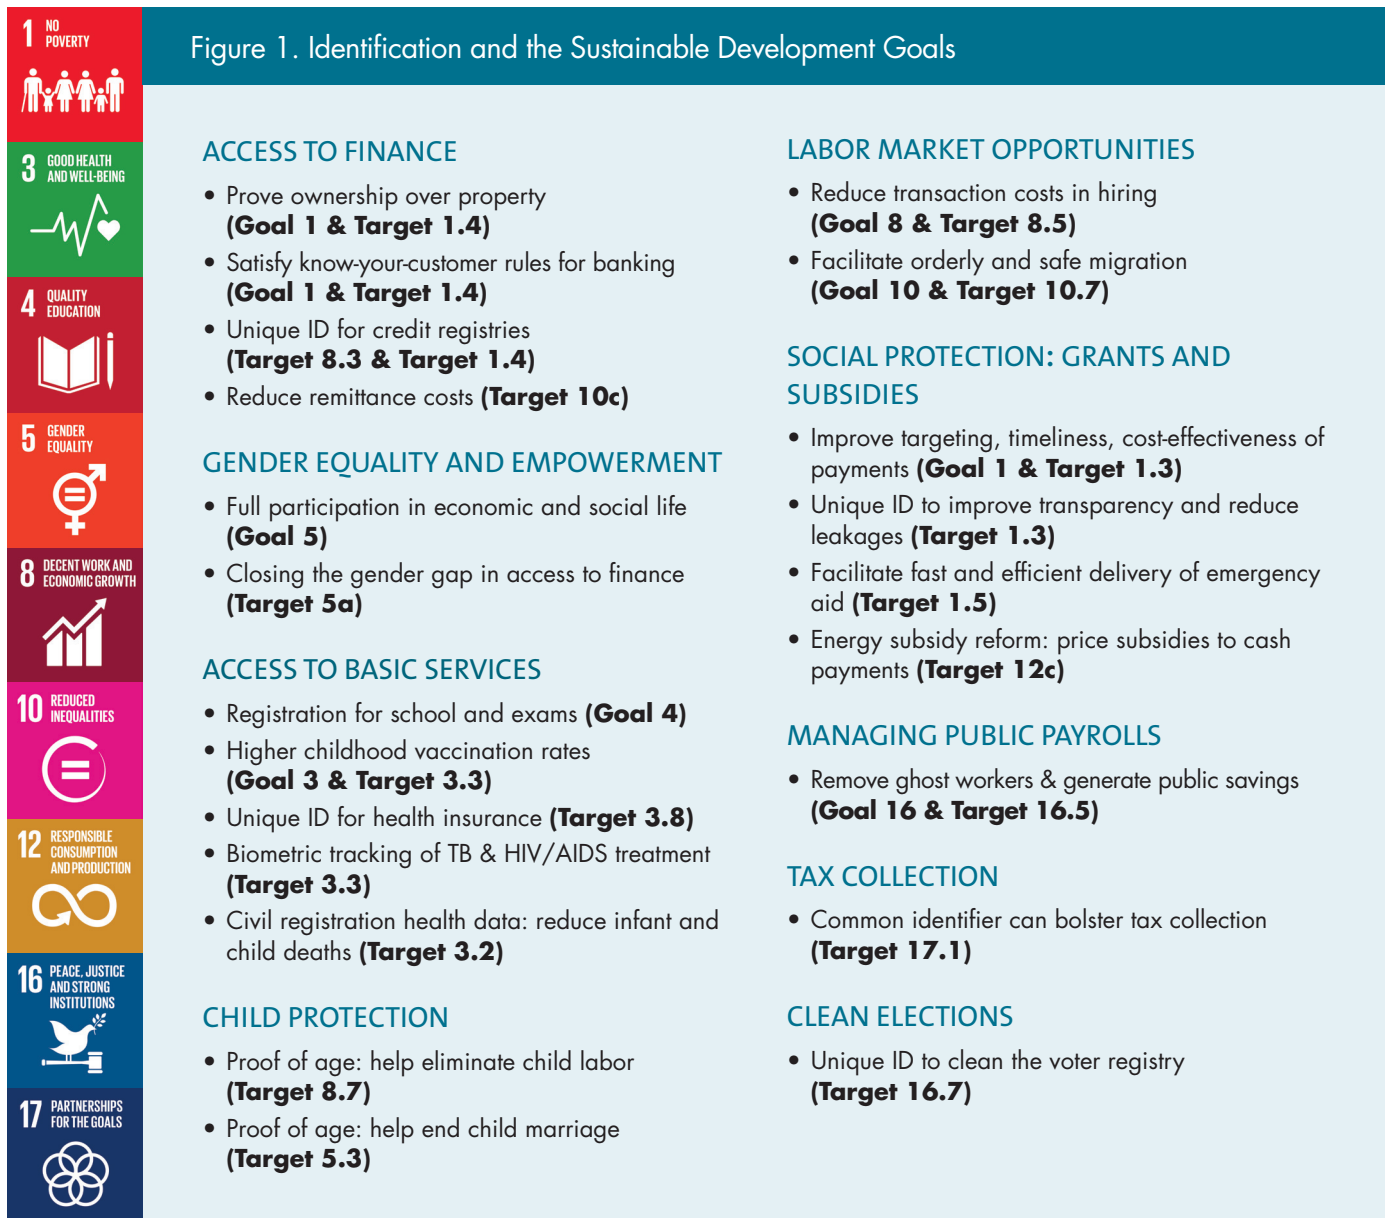 1 NO
POVERTY
3 GOOD HEALTH
AND WELL-BEING
4 QUALITY
EDUCATION
5 GENDER
EQUALITY
8 DECENT WORK AND
ECONOMIC GROWTH
10 REDUCED
INEQUALITIES
12 RESPONSIBLE
CONSUMPTION
AND PRODUCTION
16 PEACE, JUSTICE
AND STRONG
INSTITUTIONS
17 PARTNERSHIPS
FOR THE GOALS
Figure 1. Identification and the Sustainable Development Goals
ACCESS TO FINANCE
• Prove ownership over property
(Goal 1 & Target 1.4)
• Satisfy know-your-customer rules for banking
(Goal 1 & Target 1.4)
• Unique ID for credit registries
(Target 8.3 & Target 1.4)
• Reduce remittance costs (Target 10c)
GENDER EQUALITY AND EMPOWERMENT
• Full participation in economic and social life
(Goal 5)
• Closing the gender gap in access to finance
(Target 5a)
ACCESS TO BASIC SERVICES
• Registration for school and exams (Goal 4)
• Higher childhood vaccination rates
(Goal 3 & Target 3.3)
• Unique ID for health insurance (Target 3.8)
• Biometric tracking of TB & HIV/AIDS treatment
(Target 3.3)
• Civil registration health data: reduce infant and
child deaths (Target 3.2)
CHILD PROTECTION
• Proof of age: help eliminate child labor
(Target 8.7)
• Proof of age: help end child marriage
(Target 5.3)
LABOR MARKET OPPORTUNITIES
• Reduce transaction costs in hiring
(Goal 8 & Target 8.5)
• Facilitate orderly and safe migration
(Goal 10 & Target 10.7)
SOCIAL PROTECTION: GRANTS AND
SUBSIDIES
• Improve targeting, timeliness, cost-effectiveness of
payments (Goal 1 & Target 1.3)
• Unique ID to improve transparency and reduce
leakages (Target 1.3)
• Facilitate fast and efficient delivery of emergency
aid (Target 1.5)
• Energy subsidy reform: price subsidies to cash
payments (Target 12c)
MANAGING PUBLIC PAYROLLS
• Remove ghost workers & generate public savings
(Goal 16 & Target 16.5)
TAX COLLECTION
• Common identifier can bolster tax collection
(Target 17.1)
CLEAN ELECTIONS
• Unique ID to clean the voter registry
(Target 16.7)